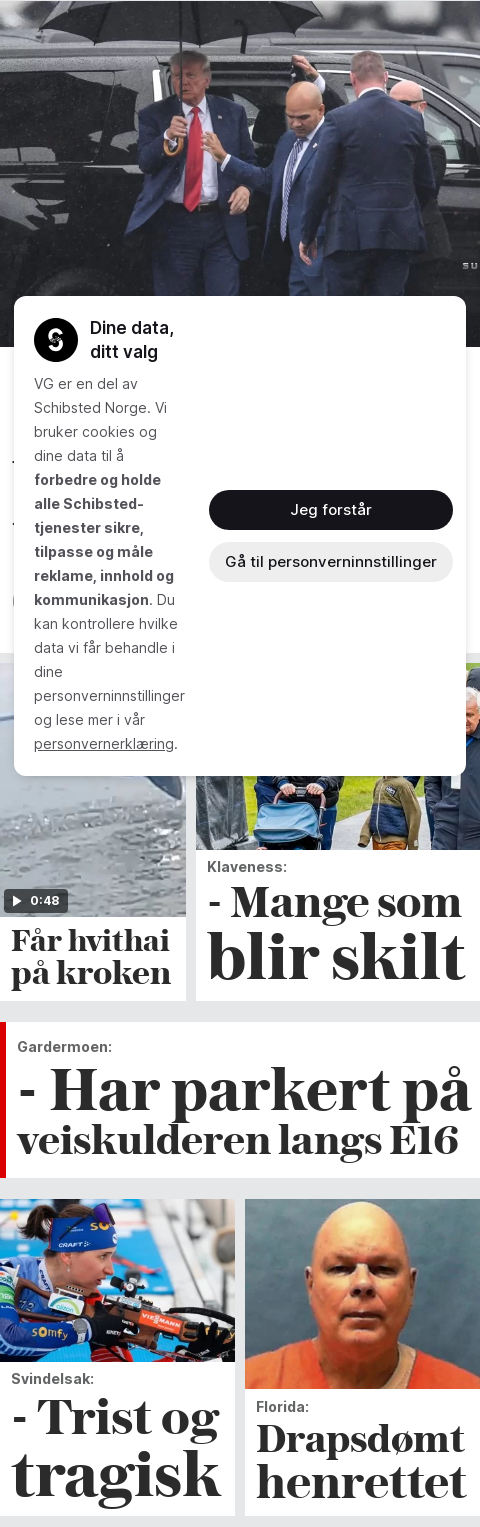 SU
Dine data,
ditt valg
VG er en del av
Schibsted Norge. Vi
bruker cookies og
dine data til å
forbedre og holde
alle Schibsted-
tjenester sikre,
tilpasse og måle
reklame, innhold og
kommunikasjon. Du
kan kontrollere hvilke
data vi får behandle i
dine
personverninnstillinger
og lese mer i vår
personvernerklæring.
Jeg forstår
Gå til personverninnstillinger
0:48
Får hvithai
på kroken
Klaveness:
- Mange som
blir skilt
Gardermoen:
- Har parkert på
veiskulderen langs E16
CRAFT
somfy
VIESSMANN
Svindelsak:
- Trist og
tragisk
Florida:
Drapsdømt
henrettet